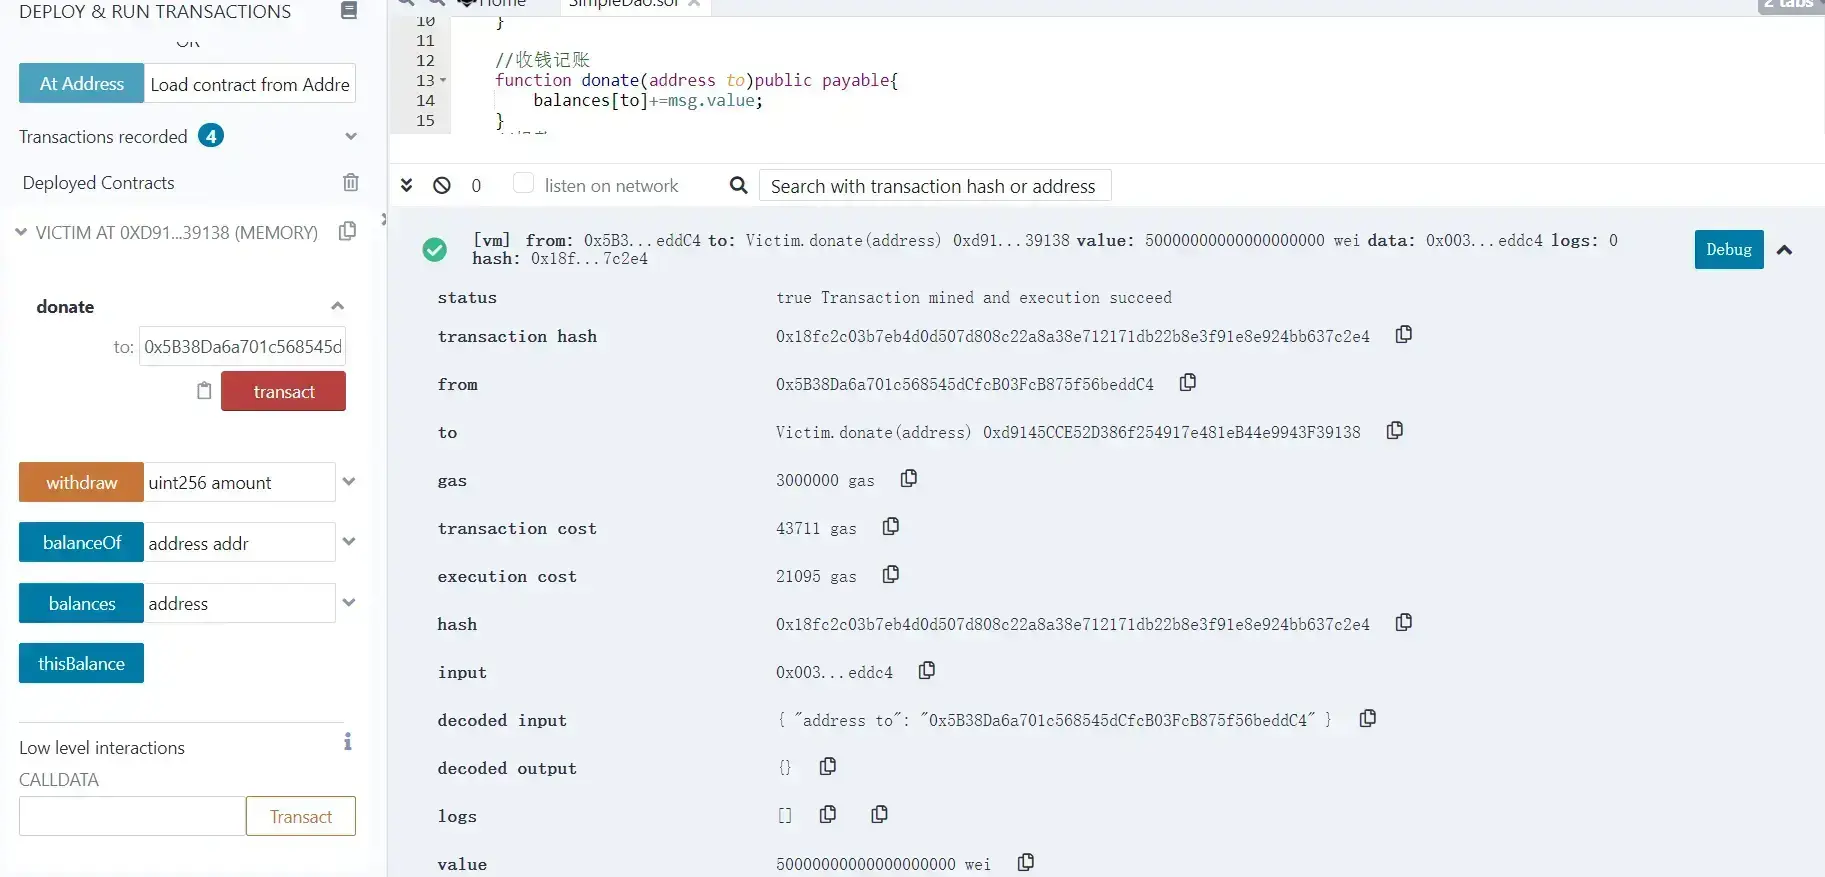 DEPLOY & RUN TRANSACTIONS
OR
At Address
Load contract from Addre
Transactions recorded 4
Deployed Contracts
VICTIM AT 0XD91...39138 (MEMORY)
donate
to: 0x5B38Da6a701c568545d
transact
withdraw uint256 amount
balanceOf address addr
balances address
thisBalance
Low level interactions
i
CALLDATA
Transact
Home
SimpleDao.sol
2 tabs
10 }
11
12 //收钱记账
13 function donate(address to)public payable{
14 balances[to]+=msg.value;
15 }
0
listen on network
Search with transaction hash or address
[vm] from: 0x5B3...eddC4 to: Victim.donate(address) 0xd91...39138 value: 50000000000000000000 wei data: 0x003...eddc4 logs: 0
hash: 0x18f...7c2e4
Debug
status true Transaction mined and execution succeed
transaction hash 0x18fc2c03b7eb4d0d507d808c22a8a38e712171db22b8e3f91e8e924bb637c2e4
from 0x5B38Da6a701c568545dCfcB03FcB875f56beddC4
to Victim.donate(address) 0xd9145CCE52D386f254917e481eB44e9943F39138
gas 3000000 gas
transaction cost 43711 gas
execution cost 21095 gas
hash 0x18fc2c03b7eb4d0d507d808c22a8a38e712171db22b8e3f91e8e924bb637c2e4
input 0x003...eddc4
decoded input { "address to": "0x5B38Da6a701c568545dCfcB03FcB875f56beddC4" }
decoded output {}
logs []
value 50000000000000000000 wei